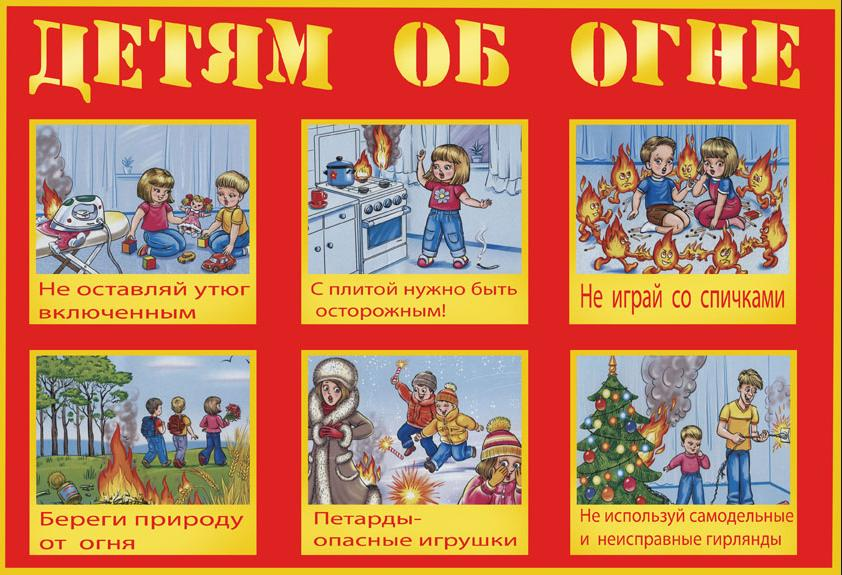 ДЕТЯМ ОБ ОГНЕ
Не оставляй утюг
включенным
С плитой нужно быть
осторожным!
Не играй со спичками
Береги природу
от огня
Петарды-
опасные игрушки
Не используй самодельные
и неисправные гирлянды